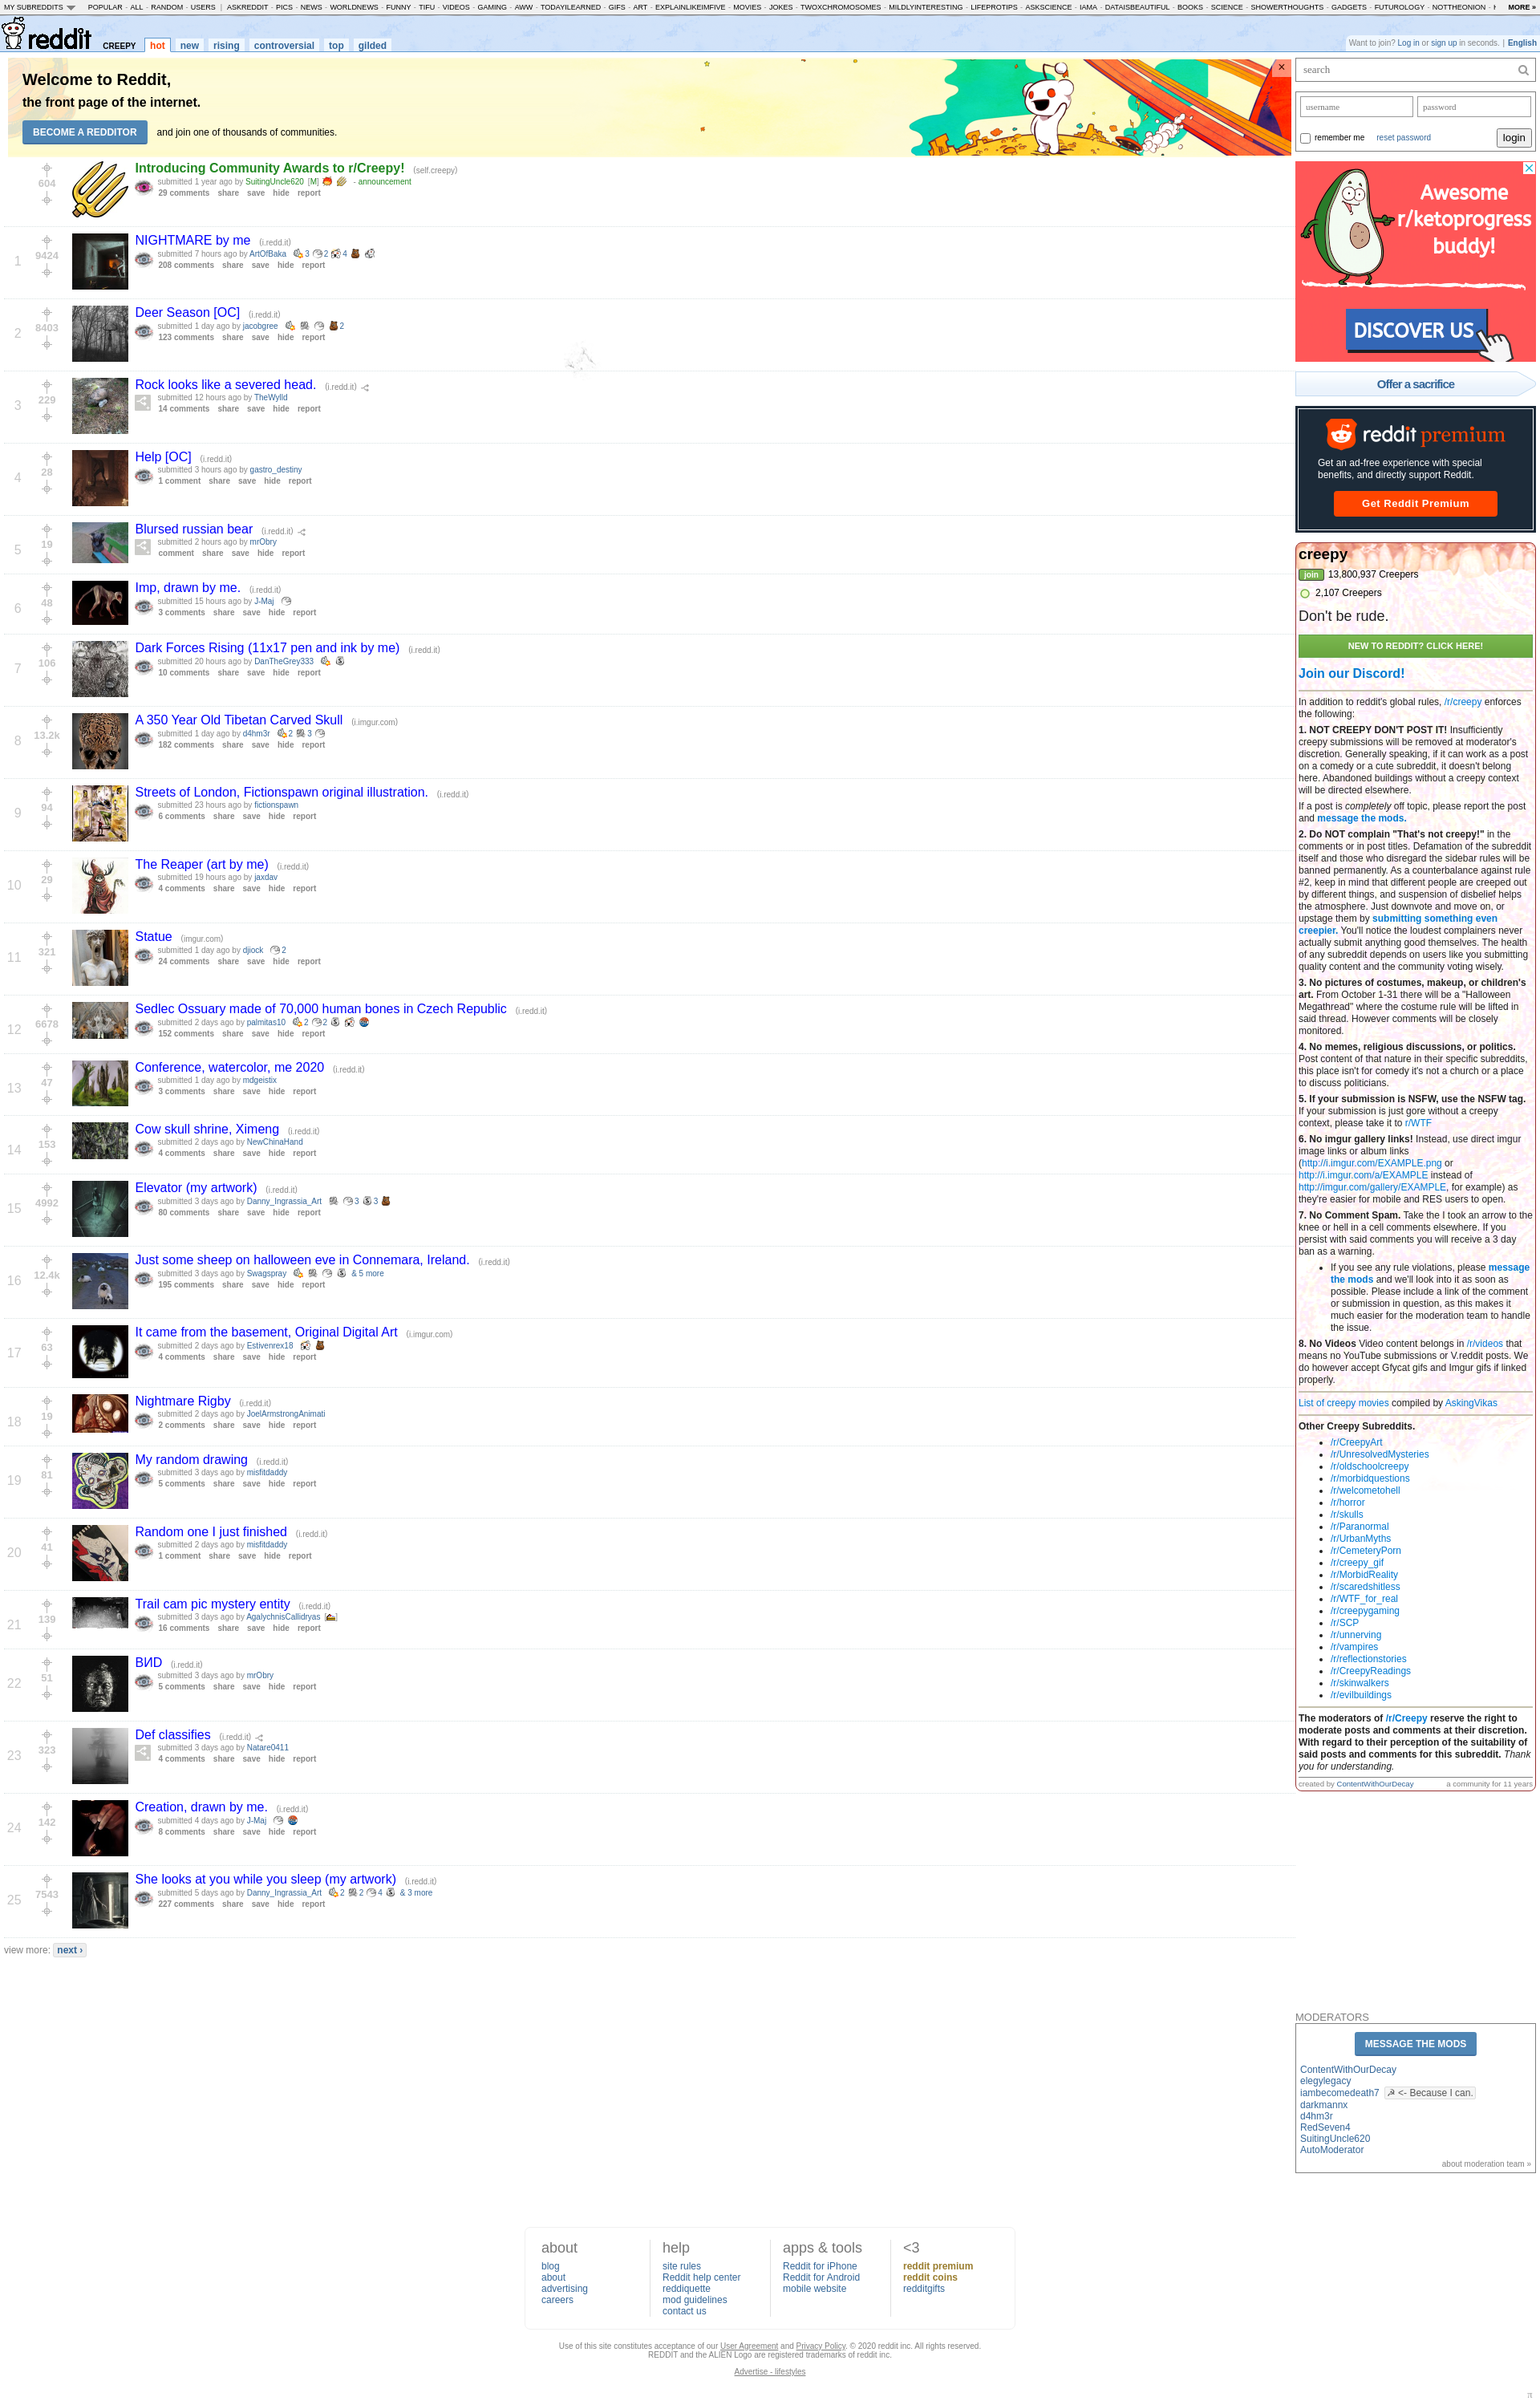 MY SUBREDDITS POPULAR - ALL - RANDOM - USERS | ASKREDDIT - PICS - NEWS - WORLDNEWS - FUNNY - TIFU - VIDEOS - GAMING - AWW - TODAYILEARNED - GIFS - ART - EXPLAINLIKEIMFIVE - MOVIES - JOKES - TWOXCHROMOSOMES - MILDLYINTERESTING - LIFEPROTIPS - ASKSCIENCE - IAMA - DATAISBEAUTIFUL - BOOKS - SCIENCE - SHOWERTHOUGHTS - GADGETS - FUTUROLOGY - NOTTHEONION - MORE »
reddit CREEPY hot new rising controversial top gilded
Want to join? Log in or sign up in seconds. | English
Welcome to Reddit,
the front page of the internet.
BECOME A REDDITOR and join one of thousands of communities.
×
604
Introducing Community Awards to r/Creepy! (self.creepy)
submitted 1 year ago by SuitingUncle620 [M] - announcement
29 comments share save hide report
1
9424
NIGHTMARE by me (i.redd.it)
submitted 7 hours ago by ArtOfBaka 3 2 4
208 comments share save hide report
2
8403
Deer Season [OC] (i.redd.it)
submitted 1 day ago by jacobgree 2
123 comments share save hide report
3
229
Rock looks like a severed head. (i.redd.it)
submitted 12 hours ago by TheWylld
14 comments share save hide report
4
28
Help [OC] (i.redd.it)
submitted 3 hours ago by gastro_destiny
1 comment share save hide report
5
19
Blursed russian bear (i.redd.it)
submitted 2 hours ago by mrObry
comment share save hide report
6
48
Imp, drawn by me. (i.redd.it)
submitted 15 hours ago by J-Maj
3 comments share save hide report
7
106
Dark Forces Rising (11x17 pen and ink by me) (i.redd.it)
submitted 20 hours ago by DanTheGrey333
10 comments share save hide report
8
13.2k
A 350 Year Old Tibetan Carved Skull (i.imgur.com)
submitted 1 day ago by d4hm3r 2 3
182 comments share save hide report
9
94
Streets of London, Fictionspawn original illustration. (i.redd.it)
submitted 23 hours ago by fictionspawn
6 comments share save hide report
10
29
The Reaper (art by me) (i.redd.it)
submitted 19 hours ago by jaxdav
4 comments share save hide report
11
321
Statue (imgur.com)
submitted 1 day ago by djiock 2
24 comments share save hide report
12
6678
Sedlec Ossuary made of 70,000 human bones in Czech Republic (i.redd.it)
submitted 2 days ago by palmitas10 2 2
152 comments share save hide report
13
47
Conference, watercolor, me 2020 (i.redd.it)
submitted 1 day ago by mdgeistix
3 comments share save hide report
14
153
Cow skull shrine, Ximeng (i.redd.it)
submitted 2 days ago by NewChinaHand
4 comments share save hide report
15
4992
Elevator (my artwork) (i.redd.it)
submitted 3 days ago by Danny_Ingrassia_Art 3 3
80 comments share save hide report
16
12.4k
Just some sheep on halloween eve in Connemara, Ireland. (i.redd.it)
submitted 3 days ago by Swagspray & 5 more
195 comments share save hide report
17
63
It came from the basement, Original Digital Art (i.imgur.com)
submitted 2 days ago by Estivenrex18
4 comments share save hide report
18
19
Nightmare Rigby (i.redd.it)
submitted 2 days ago by JoelArmstrongAnimati
2 comments share save hide report
19
81
My random drawing (i.redd.it)
submitted 3 days ago by misfitdaddy
5 comments share save hide report
20
41
Random one I just finished (i.redd.it)
submitted 2 days ago by misfitdaddy
1 comment share save hide report
21
139
Trail cam pic mystery entity (i.redd.it)
submitted 3 days ago by AgalychnisCallidryas
16 comments share save hide report
22
51
ВИD (i.redd.it)
submitted 3 days ago by mrObry
5 comments share save hide report
23
323
Def classifies (i.redd.it)
submitted 3 days ago by Natare0411
4 comments share save hide report
24
142
Creation, drawn by me. (i.redd.it)
submitted 4 days ago by J-Maj
8 comments share save hide report
25
7543
She looks at you while you sleep (my artwork) (i.redd.it)
submitted 5 days ago by Danny_Ingrassia_Art 2 2 4 & 3 more
227 comments share save hide report
view more: next ›
search
username password
remember me reset password login
Awesome
r/ketoprogress
buddy!
DISCOVER US
Offer a sacrifice
reddit premium
Get an ad-free experience with special
benefits, and directly support Reddit.
Get Reddit Premium
creepy
join 13,800,937 Creepers
2,107 Creepers
Don't be rude.
NEW TO REDDIT? CLICK HERE!
Join our Discord!
In addition to reddit's global rules, /r/creepy enforces
the following:
1. NOT CREEPY DON'T POST IT! Insufficiently
creepy submissions will be removed at moderator's
discretion. Generally speaking, if it can work as a post
on a comedy or a cute subreddit, it doesn't belong
here. Abandoned buildings without a creepy context
will be directed elsewhere.
If a post is completely off topic, please report the post
and message the mods.
2. Do NOT complain "That's not creepy!" in the
comments or in post titles. Defamation of the subreddit
itself and those who disregard the sidebar rules will be
banned permanently. As a counterbalance against rule
#2, keep in mind that different people are creeped out
by different things, and suspension of disbelief helps
the atmosphere. Just downvote and move on, or
upstage them by submitting something even
creepier. You'll notice the loudest complainers never
actually submit anything good themselves. The health
of any subreddit depends on users like you submitting
quality content and the community voting wisely.
3. No pictures of costumes, makeup, or children's
art. From October 1-31 there will be a "Halloween
Megathread" where the costume rule will be lifted in
said thread. However comments will be closely
monitored.
4. No memes, religious discussions, or politics.
Post content of that nature in their specific subreddits,
this place isn't for comedy it's not a church or a place
to discuss politicians.
5. If your submission is NSFW, use the NSFW tag.
If your submission is just gore without a creepy
context, please take it to r/WTF
6. No imgur gallery links! Instead, use direct imgur
image links or album links
(http://i.imgur.com/EXAMPLE.png or
http://i.imgur.com/a/EXAMPLE instead of
http://imgur.com/gallery/EXAMPLE, for example) as
they're easier for mobile and RES users to open.
7. No Comment Spam. Take the I took an arrow to the
knee or hell in a cell comments elsewhere. If you
persist with said comments you will receive a 3 day
ban as a warning.
If you see any rule violations, please message
the mods and we'll look into it as soon as
possible. Please include a link of the comment
or submission in question, as this makes it
much easier for the moderation team to handle
the issue.
8. No Videos Video content belongs in /r/videos that
means no YouTube submissions or V.reddit posts. We
do however accept Gfycat gifs and Imgur gifs if linked
properly.
List of creepy movies compiled by AskingVikas
Other Creepy Subreddits.
/r/CreepyArt
/r/UnresolvedMysteries
/r/oldschoolcreepy
/r/morbidquestions
/r/welcometohell
/r/horror
/r/skulls
/r/Paranormal
/r/UrbanMyths
/r/CemeteryPorn
/r/creepy_gif
/r/MorbidReality
/r/scaredshitless
/r/WTF_for_real
/r/creepygaming
/r/SCP
/r/unnerving
/r/vampires
/r/reflectionstories
/r/CreepyReadings
/r/skinwalkers
/r/evilbuildings
The moderators of /r/Creepy reserve the right to
moderate posts and comments at their discretion.
With regard to their perception of the suitability of
said posts and comments for this subreddit. Thank
you for understanding.
created by ContentWithOurDecay a community for 11 years
MODERATORS
MESSAGE THE MODS
ContentWithOurDecay
elegylegacy
iambecomedeath7 ☭ <- Because I can.
darkmannx
d4hm3r
RedSeven4
SuitingUncle620
AutoModerator
about moderation team »
about
blog
about
advertising
careers
help
site rules
Reddit help center
reddiquette
mod guidelines
contact us
apps & tools
Reddit for iPhone
Reddit for Android
mobile website
<3
reddit premium
reddit coins
redditgifts
Use of this site constitutes acceptance of our User Agreement and Privacy Policy. © 2020 reddit inc. All rights reserved.
REDDIT and the ALIEN Logo are registered trademarks of reddit inc.
Advertise - lifestyles
π